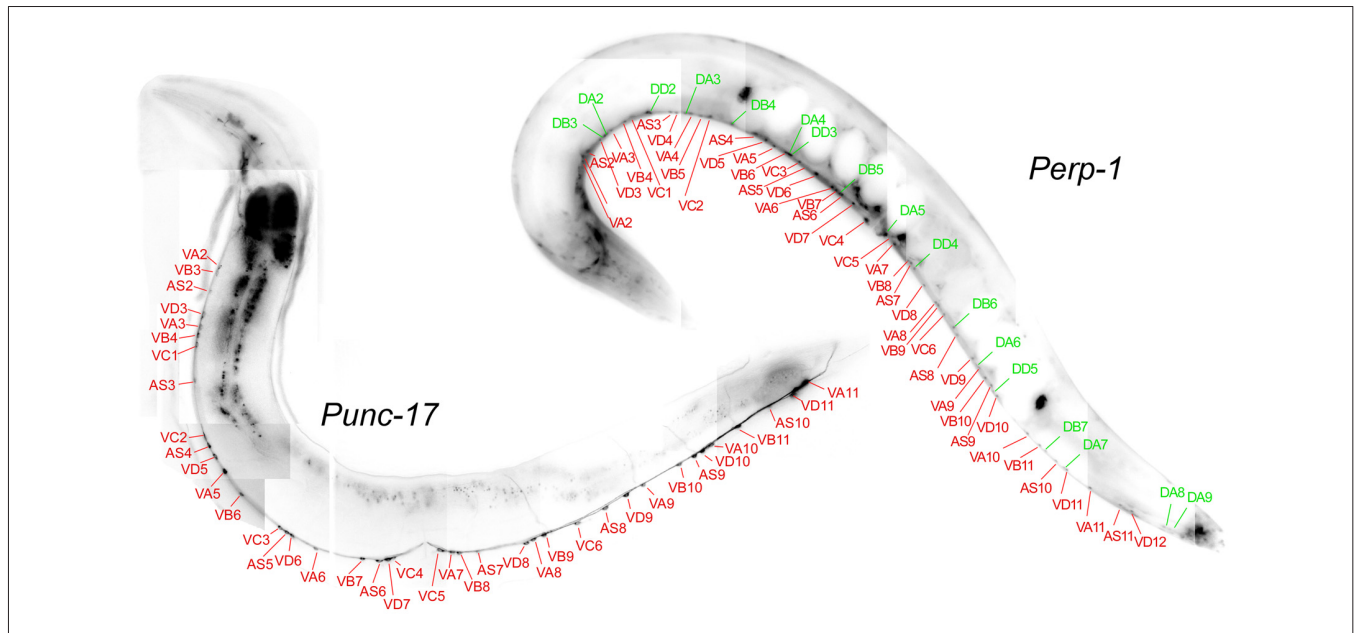 Punc-17
VA2
VB3
AS2
VD3
VA3
VB4
VC1
AS3
VC2
AS4
VD5
VA5
VB6
VC3
AS5
VD6
VA6
VB7
AS6
VD7
VC4
VC5
VA7
VB8
AS7
VD8
VA8
VB9
VC6
AS8
VD9
VA9
VB10
AS9
VD10
VA10
VB11
AS10
VD11
VA11
Perp-1
DB3
DA2
DD2
DA3
DB4
DA4
DD3
DB5
DA5
DD4
DB6
DA6
DD5
DB7
DA7
DA8
DA9
VA2
AS2
VD3
VA3
VB4
VC1
AS3
VD4
VA4
VB5
VC2
AS4
VD5
VA5
VB6
VC3
AS5
VD6
VA6
VB7
AS6
VD7
VC4
VC5
VA7
VB8
AS7
VD8
VA8
VB9
VC6
AS8
VD9
VA9
VB10
AS9
VD10
VA10
VB11
AS10
VD11
VA11
AS11
VD12